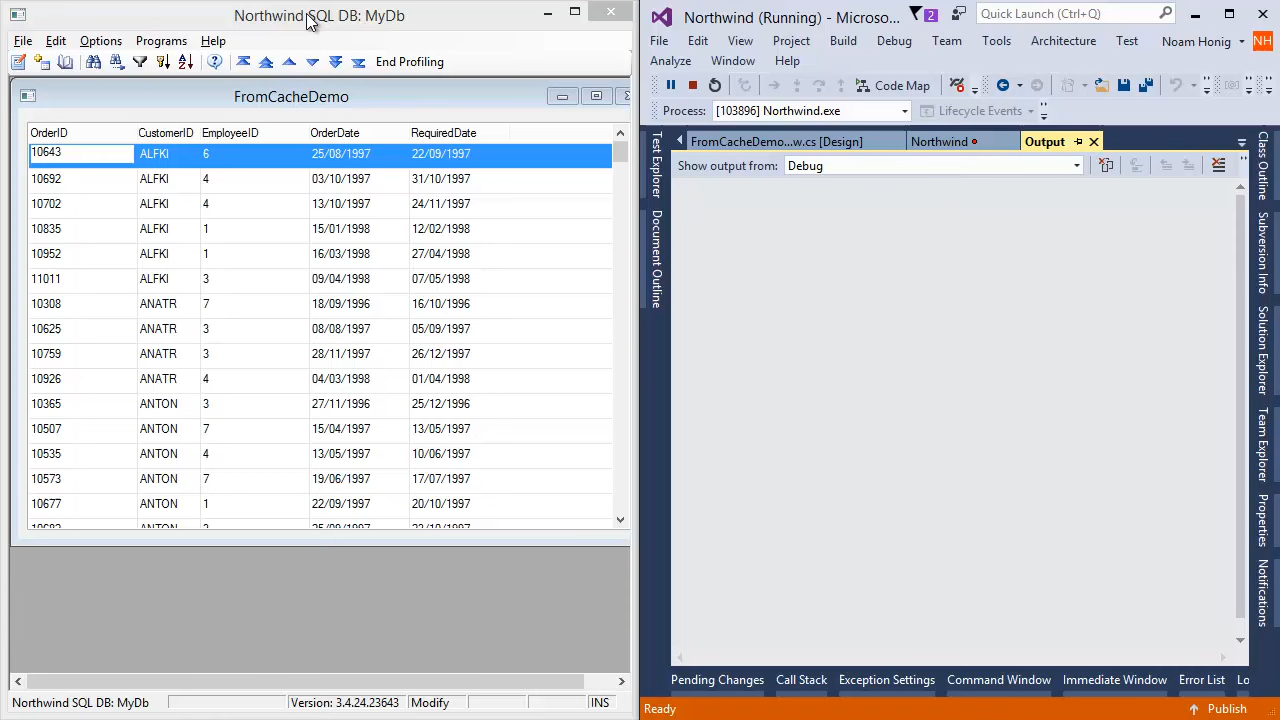 Northwind SQL DB: MyDb
File Edit Options Programs Help
End Profiling
FromCacheDemo
OrderID CustomerID EmployeeID OrderDate RequiredDate
10643 ALFKI 6 25/08/1997 22/09/1997
10692 ALFKI 4 03/10/1997 31/10/1997
10702 ALFKI 4 13/10/1997 24/11/1997
10835 ALFKI 1 15/01/1998 12/02/1998
10952 ALFKI 1 16/03/1998 27/04/1998
11011 ALFKI 3 09/04/1998 07/05/1998
10308 ANATR 7 18/09/1996 16/10/1996
10625 ANATR 3 08/08/1997 05/09/1997
10759 ANATR 3 28/11/1997 26/12/1997
10926 ANATR 4 04/03/1998 01/04/1998
10365 ANTON 3 27/11/1996 25/12/1996
10507 ANTON 7 15/04/1997 13/05/1997
10535 ANTON 4 13/05/1997 10/06/1997
10573 ANTON 7 19/06/1997 17/07/1997
10677 ANTON 1 22/09/1997 20/10/1997
Northwind SQL DB: MyDb Version: 3.4.24.23643 Modify INS
Northwind (Running) - Microso... 2 Quick Launch (Ctrl+Q)
File Edit View Project Build Debug Team Tools Architecture Test Noam Honig NH
Analyze Window Help
Code Map
Process: [103896] Northwind.exe Lifecycle Events
FromCacheDemo...w.cs [Design] Northwind Output
Show output from: Debug
Test Explorer
Document Outline
Class Outline
Subversion Info
Solution Explorer
Team Explorer
Properties
Notifications
Pending Changes Call Stack Exception Settings Command Window Immediate Window Error List Lo
Ready Publish